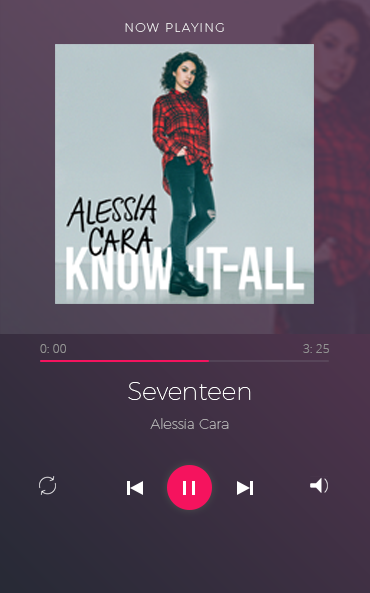 NOW PLAYING
ALESSIA
CARA
KNOW-IT-ALL
0: 00 3: 25
Seventeen
Alessia Cara